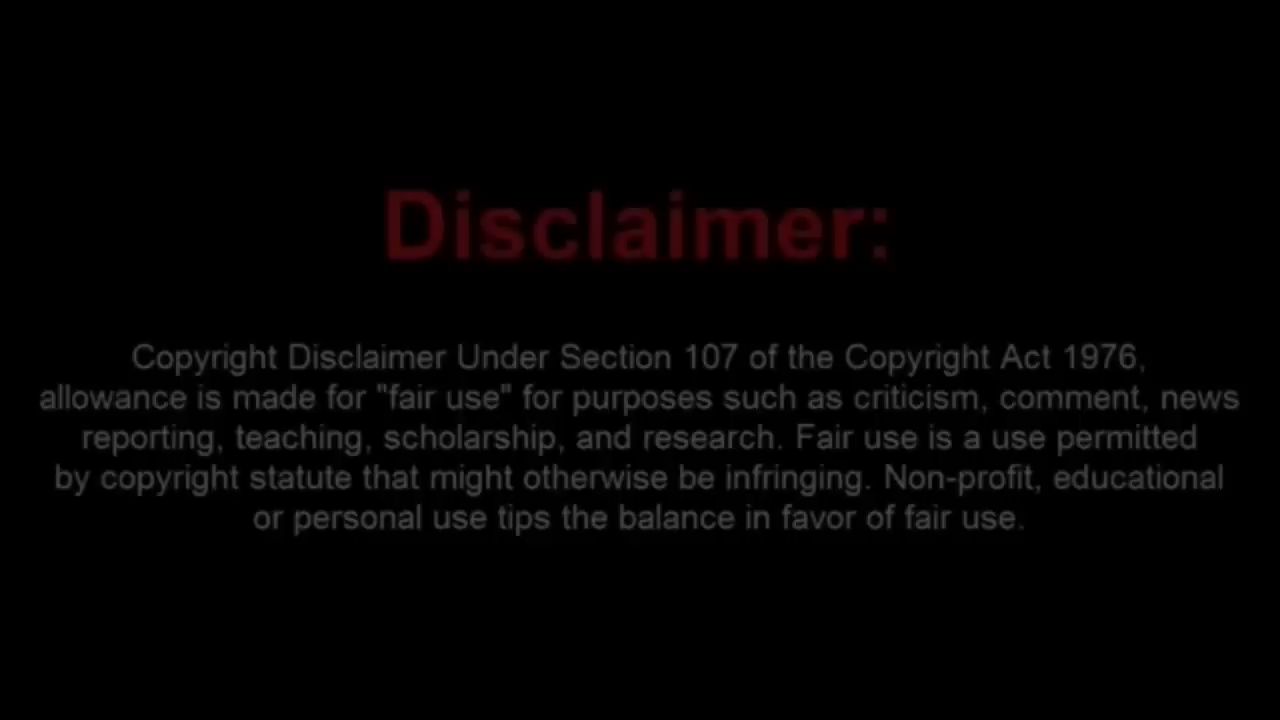 Disclaimer:
Copyright Disclaimer Under Section 107 of the Copyright Act 1976,
allowance is made for "fair use" for purposes such as criticism, comment, news
reporting, teaching, scholarship, and research. Fair use is a use permitted
by copyright statute that might otherwise be infringing. Non-profit, educational
or personal use tips the balance in favor of fair use.